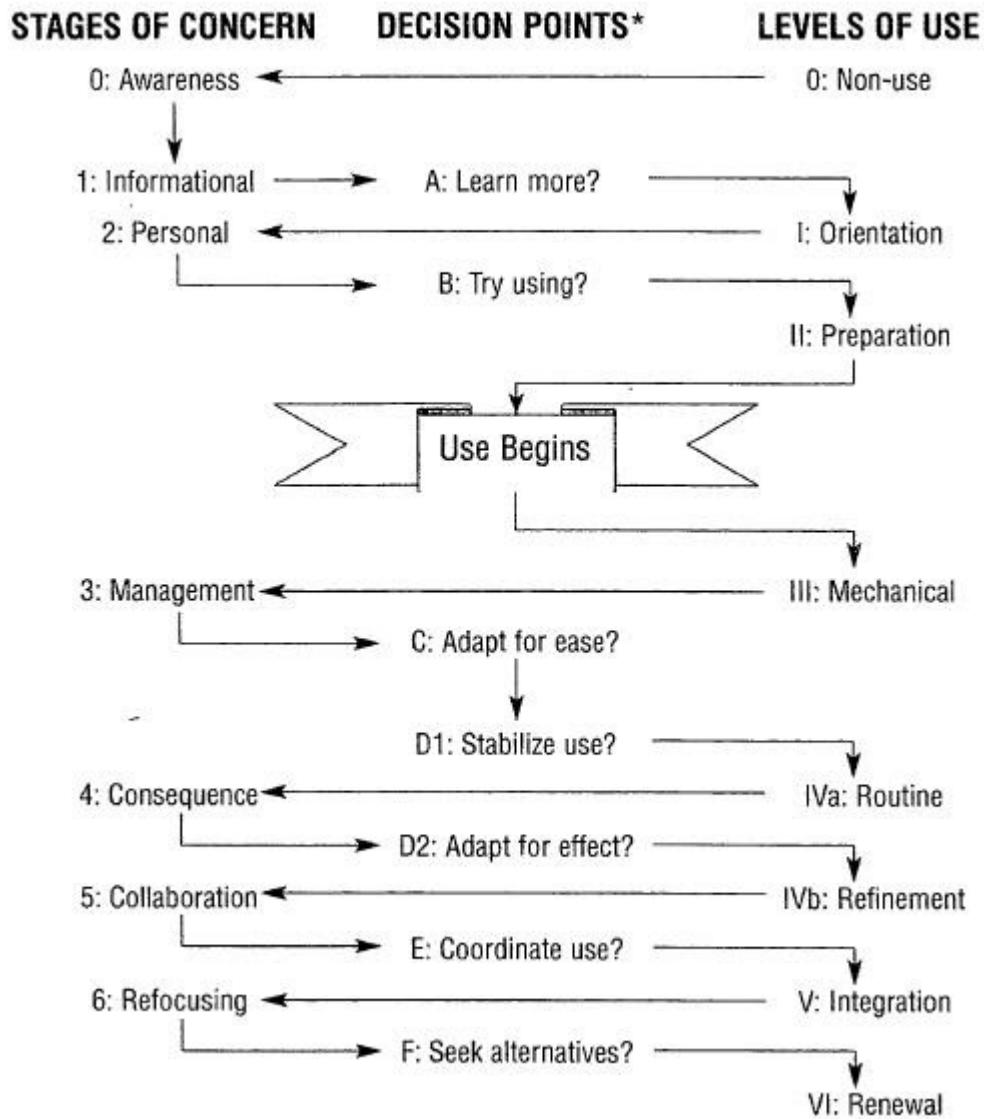 STAGES OF CONCERN DECISION POINTS* LEVELS OF USE
0: Awareness 0: Non-use
1: Informational A: Learn more?
2: Personal I: Orientation
B: Try using?
II: Preparation
Use Begins
3: Management III: Mechanical
C: Adapt for ease?
D1: Stabilize use?
4: Consequence IVa: Routine
D2: Adapt for effect?
5: Collaboration IVb: Refinement
E: Coordinate use?
6: Refocusing V: Integration
F: Seek alternatives?
VI: Renewal